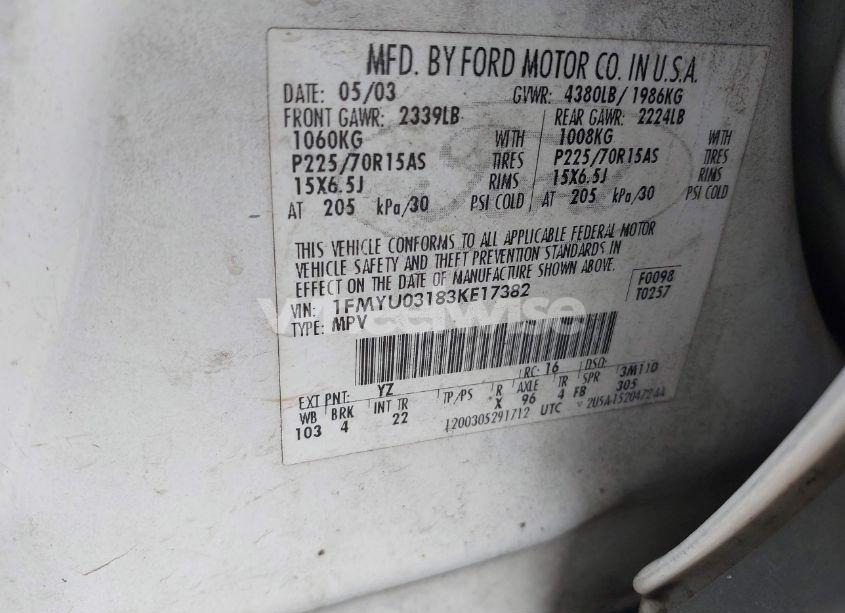 MFD. BY FORD MOTOR CO. IN U.S.A.
DATE: 05/03 GVWR: 4380LB/ 1986KG
FRONT GAWR: 2339LB REAR GAWR: 2224LB
1060KG WITH 1008KG WITH
P225/70R15AS TIRES P225/70R15AS TIRES
15X6.5J RIMS 15X6.5J RIMS
AT 205 kPa/30 PSI COLD AT 205 kPa/30 PSI COLD
THIS VEHICLE CONFORMS TO ALL APPLICABLE FEDERAL MOTOR
VEHICLE SAFETY AND THEFT PREVENTION STANDARDS IN
EFFECT ON THE DATE OF MANUFACTURE SHOWN ABOVE.
F0098
T0257
VIN: 1FMYU03183KE17382
TYPE: MPV
wheelwise
RC: 16 DSO:
EXT PNT: YZ 3M11D
WB BRK INT TR TP/PS R AXLE TR SPR
103 4 22 X 96 4 FB 305
1200305291712 UTC